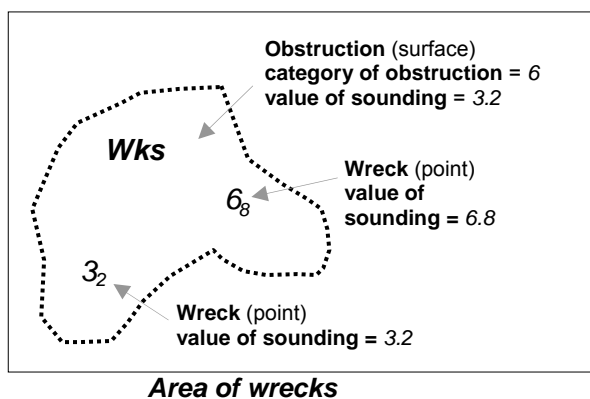 Obstruction (surface)
category of obstruction = 6
value of sounding = 3.2
Wks
Wreck (point)
value of
sounding = 6.8
6₈
3₂
Wreck (point)
value of sounding = 3.2
Area of wrecks